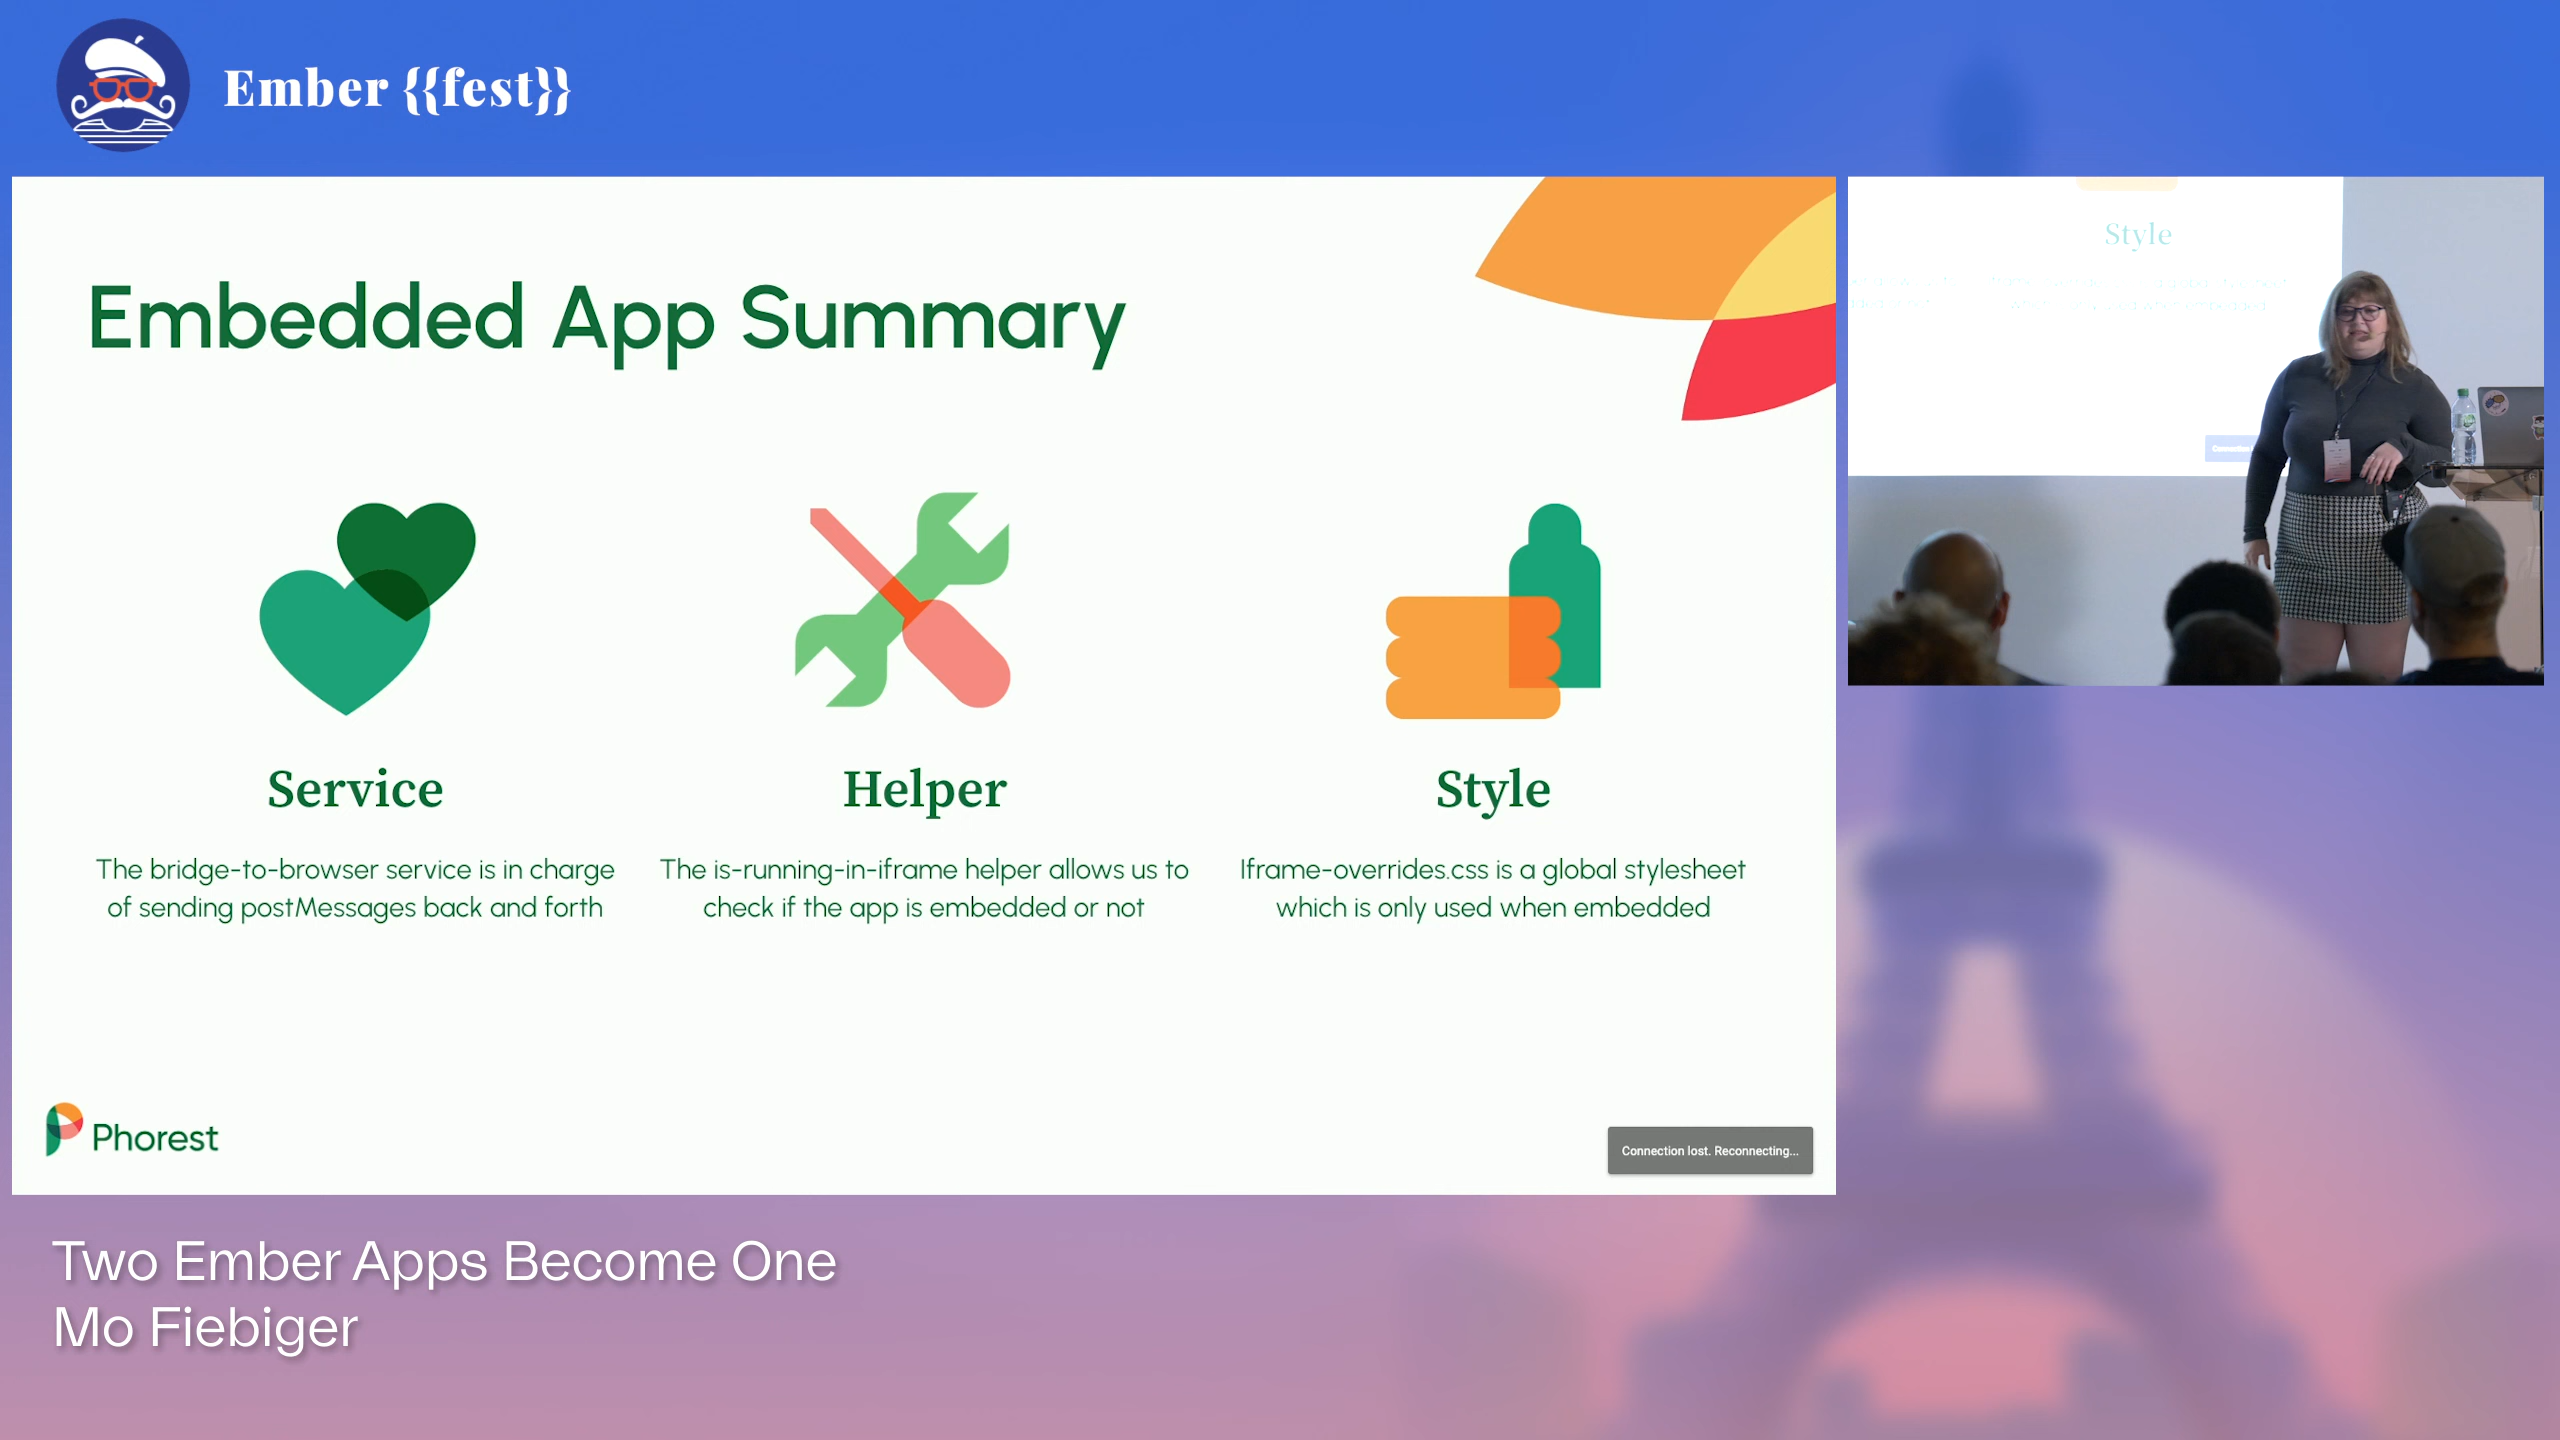 Ember {{fest}}
Embedded App Summary
Service
The bridge-to-browser service is in charge
of sending postMessages back and forth
Helper
The is-running-in-iframe helper allows us to
check if the app is embedded or not
Style
Iframe-overrides.css is a global stylesheet
which is only used when embedded
Phorest
Connection lost. Reconnecting...
Style
Two Ember Apps Become One
Mo Fiebiger